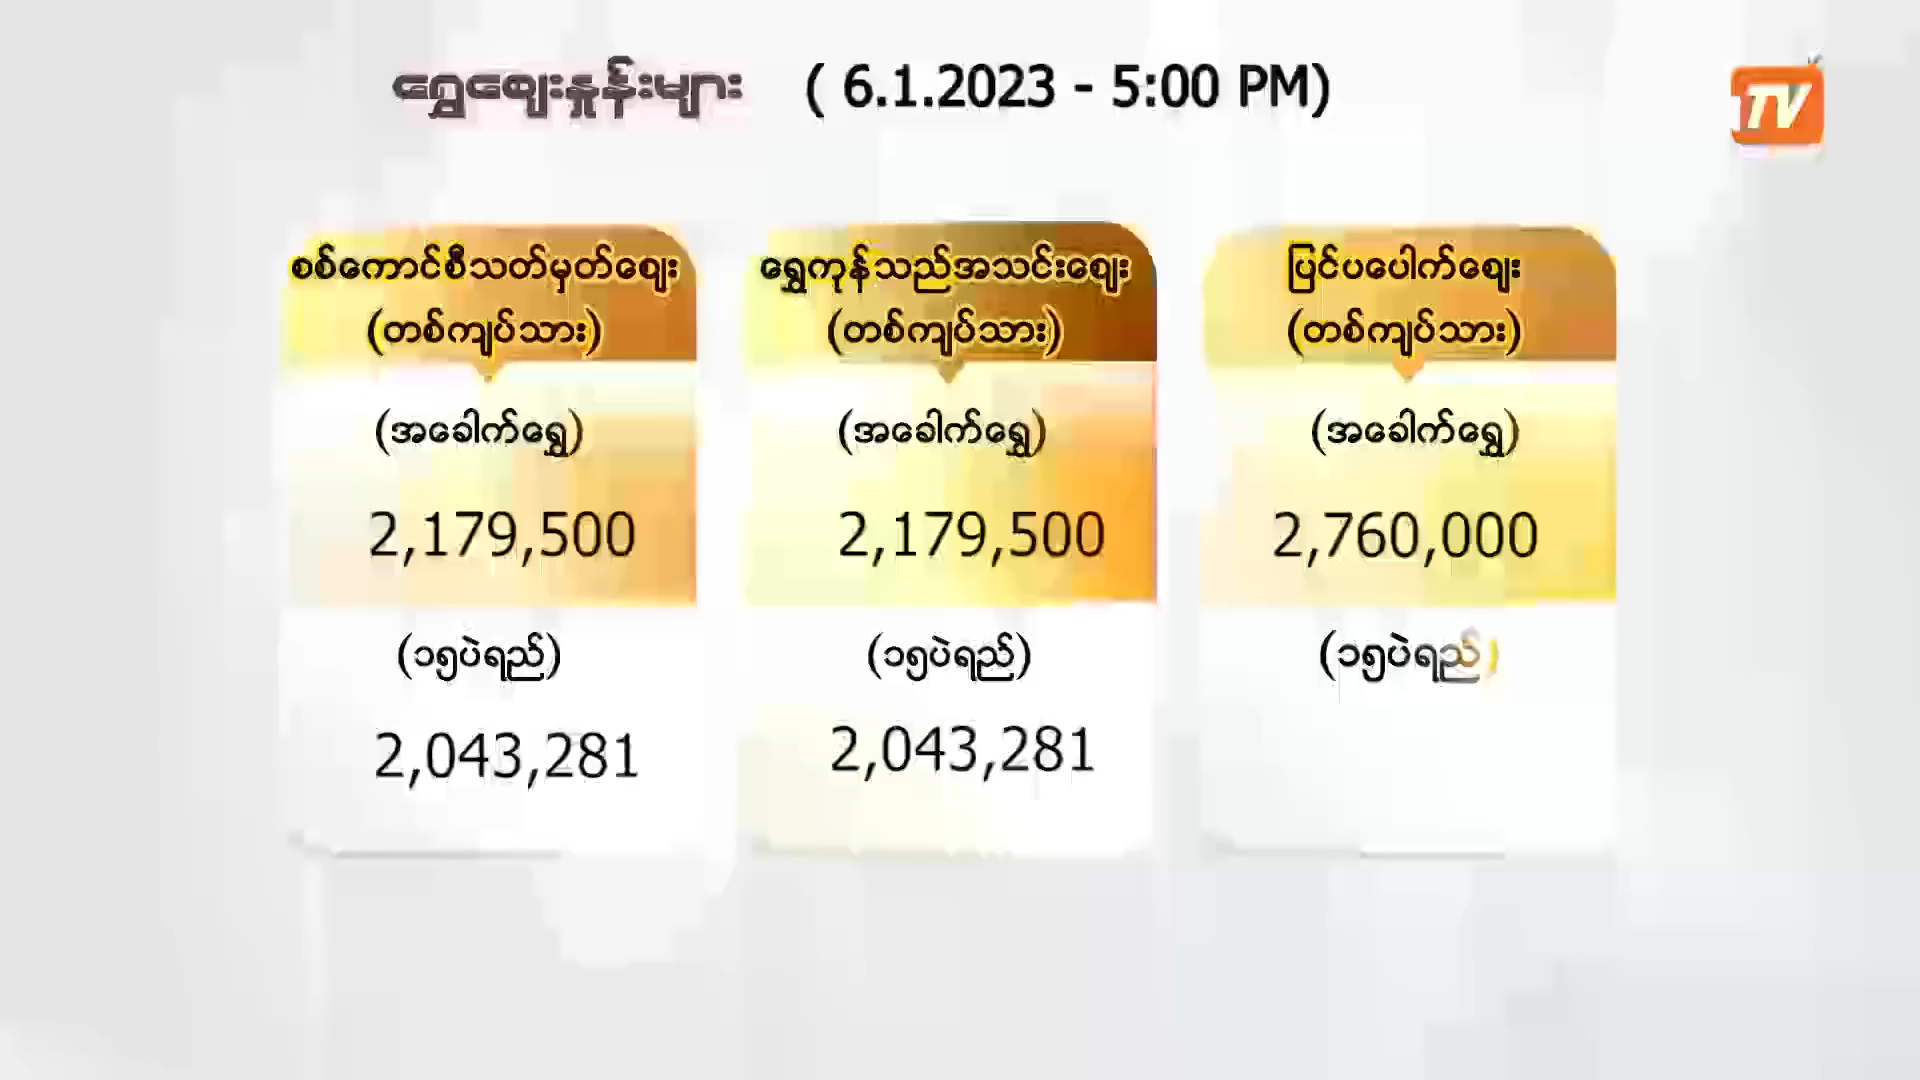 ရွှေဈေးနှုန်းများ ( 6.1.2023 - 5:00 PM)
TV
စစ်ကောင်စီသတ်မှတ်ဈေး
(တစ်ကျပ်သား)
(အခေါက်ရွှေ)
2,179,500
(၁၅ပဲရည်)
2,043,281
ရွှေကုန်သည်အသင်းဈေး
(တစ်ကျပ်သား)
(အခေါက်ရွှေ)
2,179,500
(၁၅ပဲရည်)
2,043,281
ပြင်ပပေါက်ဈေး
(တစ်ကျပ်သား)
(အခေါက်ရွှေ)
2,760,000
(၁၅ပဲရည်)